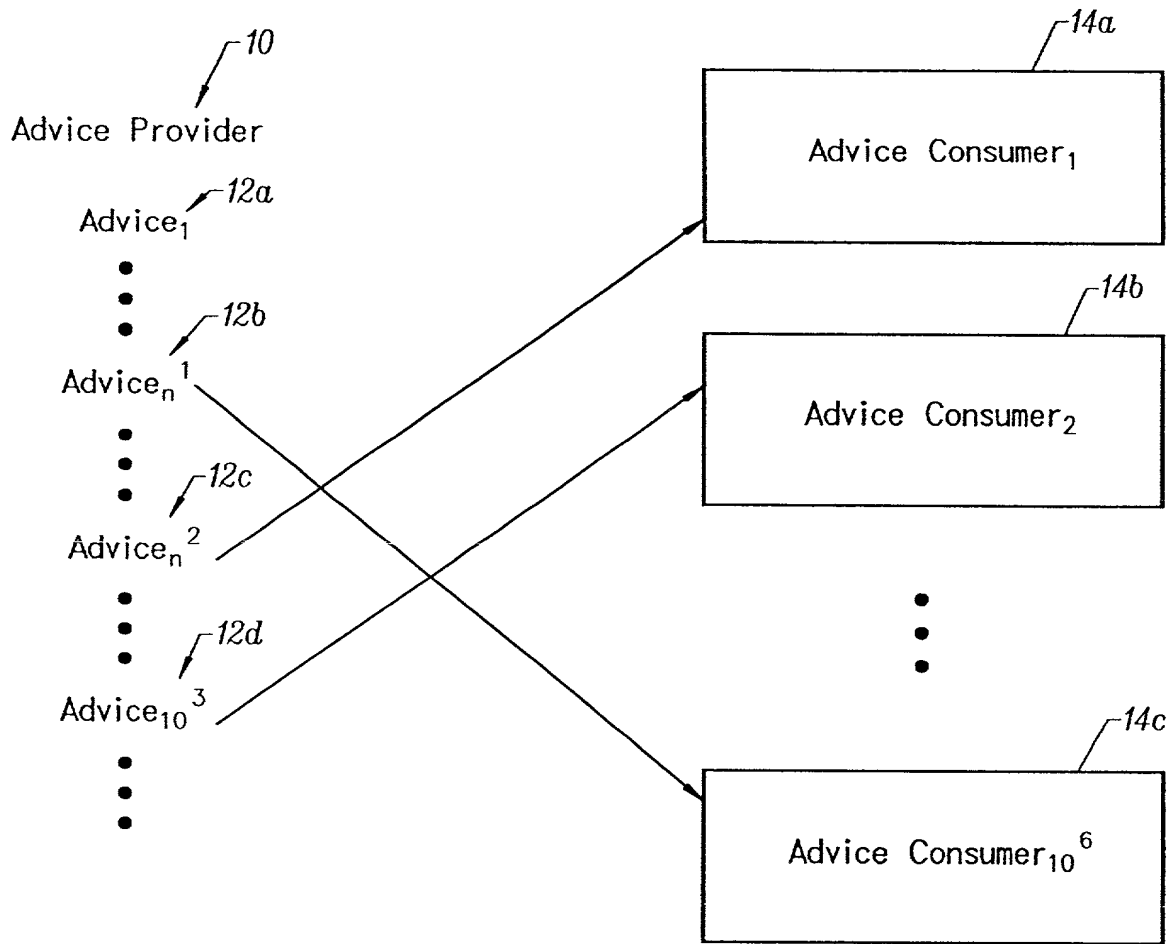 10
Advice Provider
12a
Advice₁
12b
Adviceₙ¹
12c
Adviceₙ²
12d
Advice₁₀³
14a
Advice Consumer₁
14b
Advice Consumer₂
14c
Advice Consumer₁₀⁶